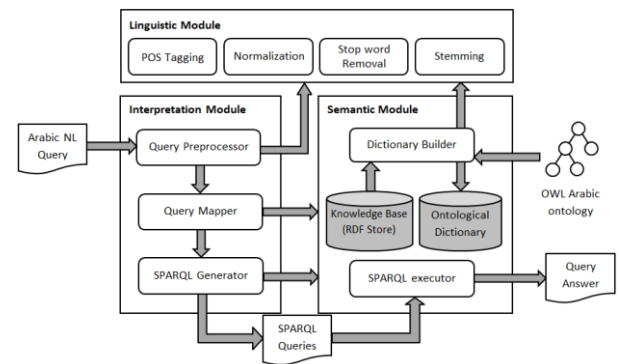 Linguistic Module
POS Tagging
Normalization
Stop word
Removal
Stemming
Interpretation Module
Semantic Module
Arabic NL
Query
Query Preprocessor
Dictionary Builder
OWL Arabic
ontology
Query Mapper
Knowledge Base
(RDF Store)
Ontological
Dictionary
SPARQL Generator
SPARQL executor
Query
Answer
SPARQL
Queries